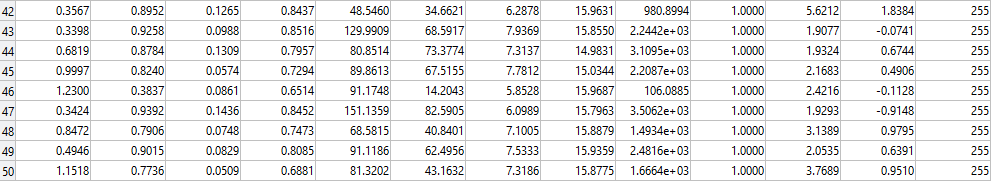 42 0.3567 0.8952 0.1265 0.8437 48.5460 34.6621 6.2878 15.9631 980.8994 1.0000 5.6212 1.8384 255
43 0.3398 0.9258 0.0988 0.8516 129.9909 68.5917 7.9369 15.8550 2.2442e+03 1.0000 1.9077 -0.0741 255
44 0.6819 0.8784 0.1309 0.7957 80.8514 73.3774 7.3137 14.9831 3.1095e+03 1.0000 1.9324 0.6744 255
45 0.9997 0.8240 0.0574 0.7294 89.8613 67.5155 7.7812 15.0344 2.2087e+03 1.0000 2.1683 0.4906 255
46 1.2300 0.3837 0.0861 0.6514 91.1748 14.2043 5.8528 15.9687 106.0885 1.0000 2.4216 -0.1128 255
47 0.3424 0.9392 0.1436 0.8452 151.1359 82.5905 6.0989 15.7963 3.5062e+03 1.0000 1.9293 -0.9148 255
48 0.8472 0.7906 0.0748 0.7473 68.5815 40.8401 7.1005 15.8879 1.4934e+03 1.0000 3.1389 0.9795 255
49 0.4946 0.9015 0.0829 0.8085 91.1186 62.4956 7.5333 15.9359 2.4816e+03 1.0000 2.0535 0.6391 255
50 1.1518 0.7736 0.0509 0.6881 81.3202 43.1632 7.3186 15.8775 1.6664e+03 1.0000 3.7689 0.9510 255